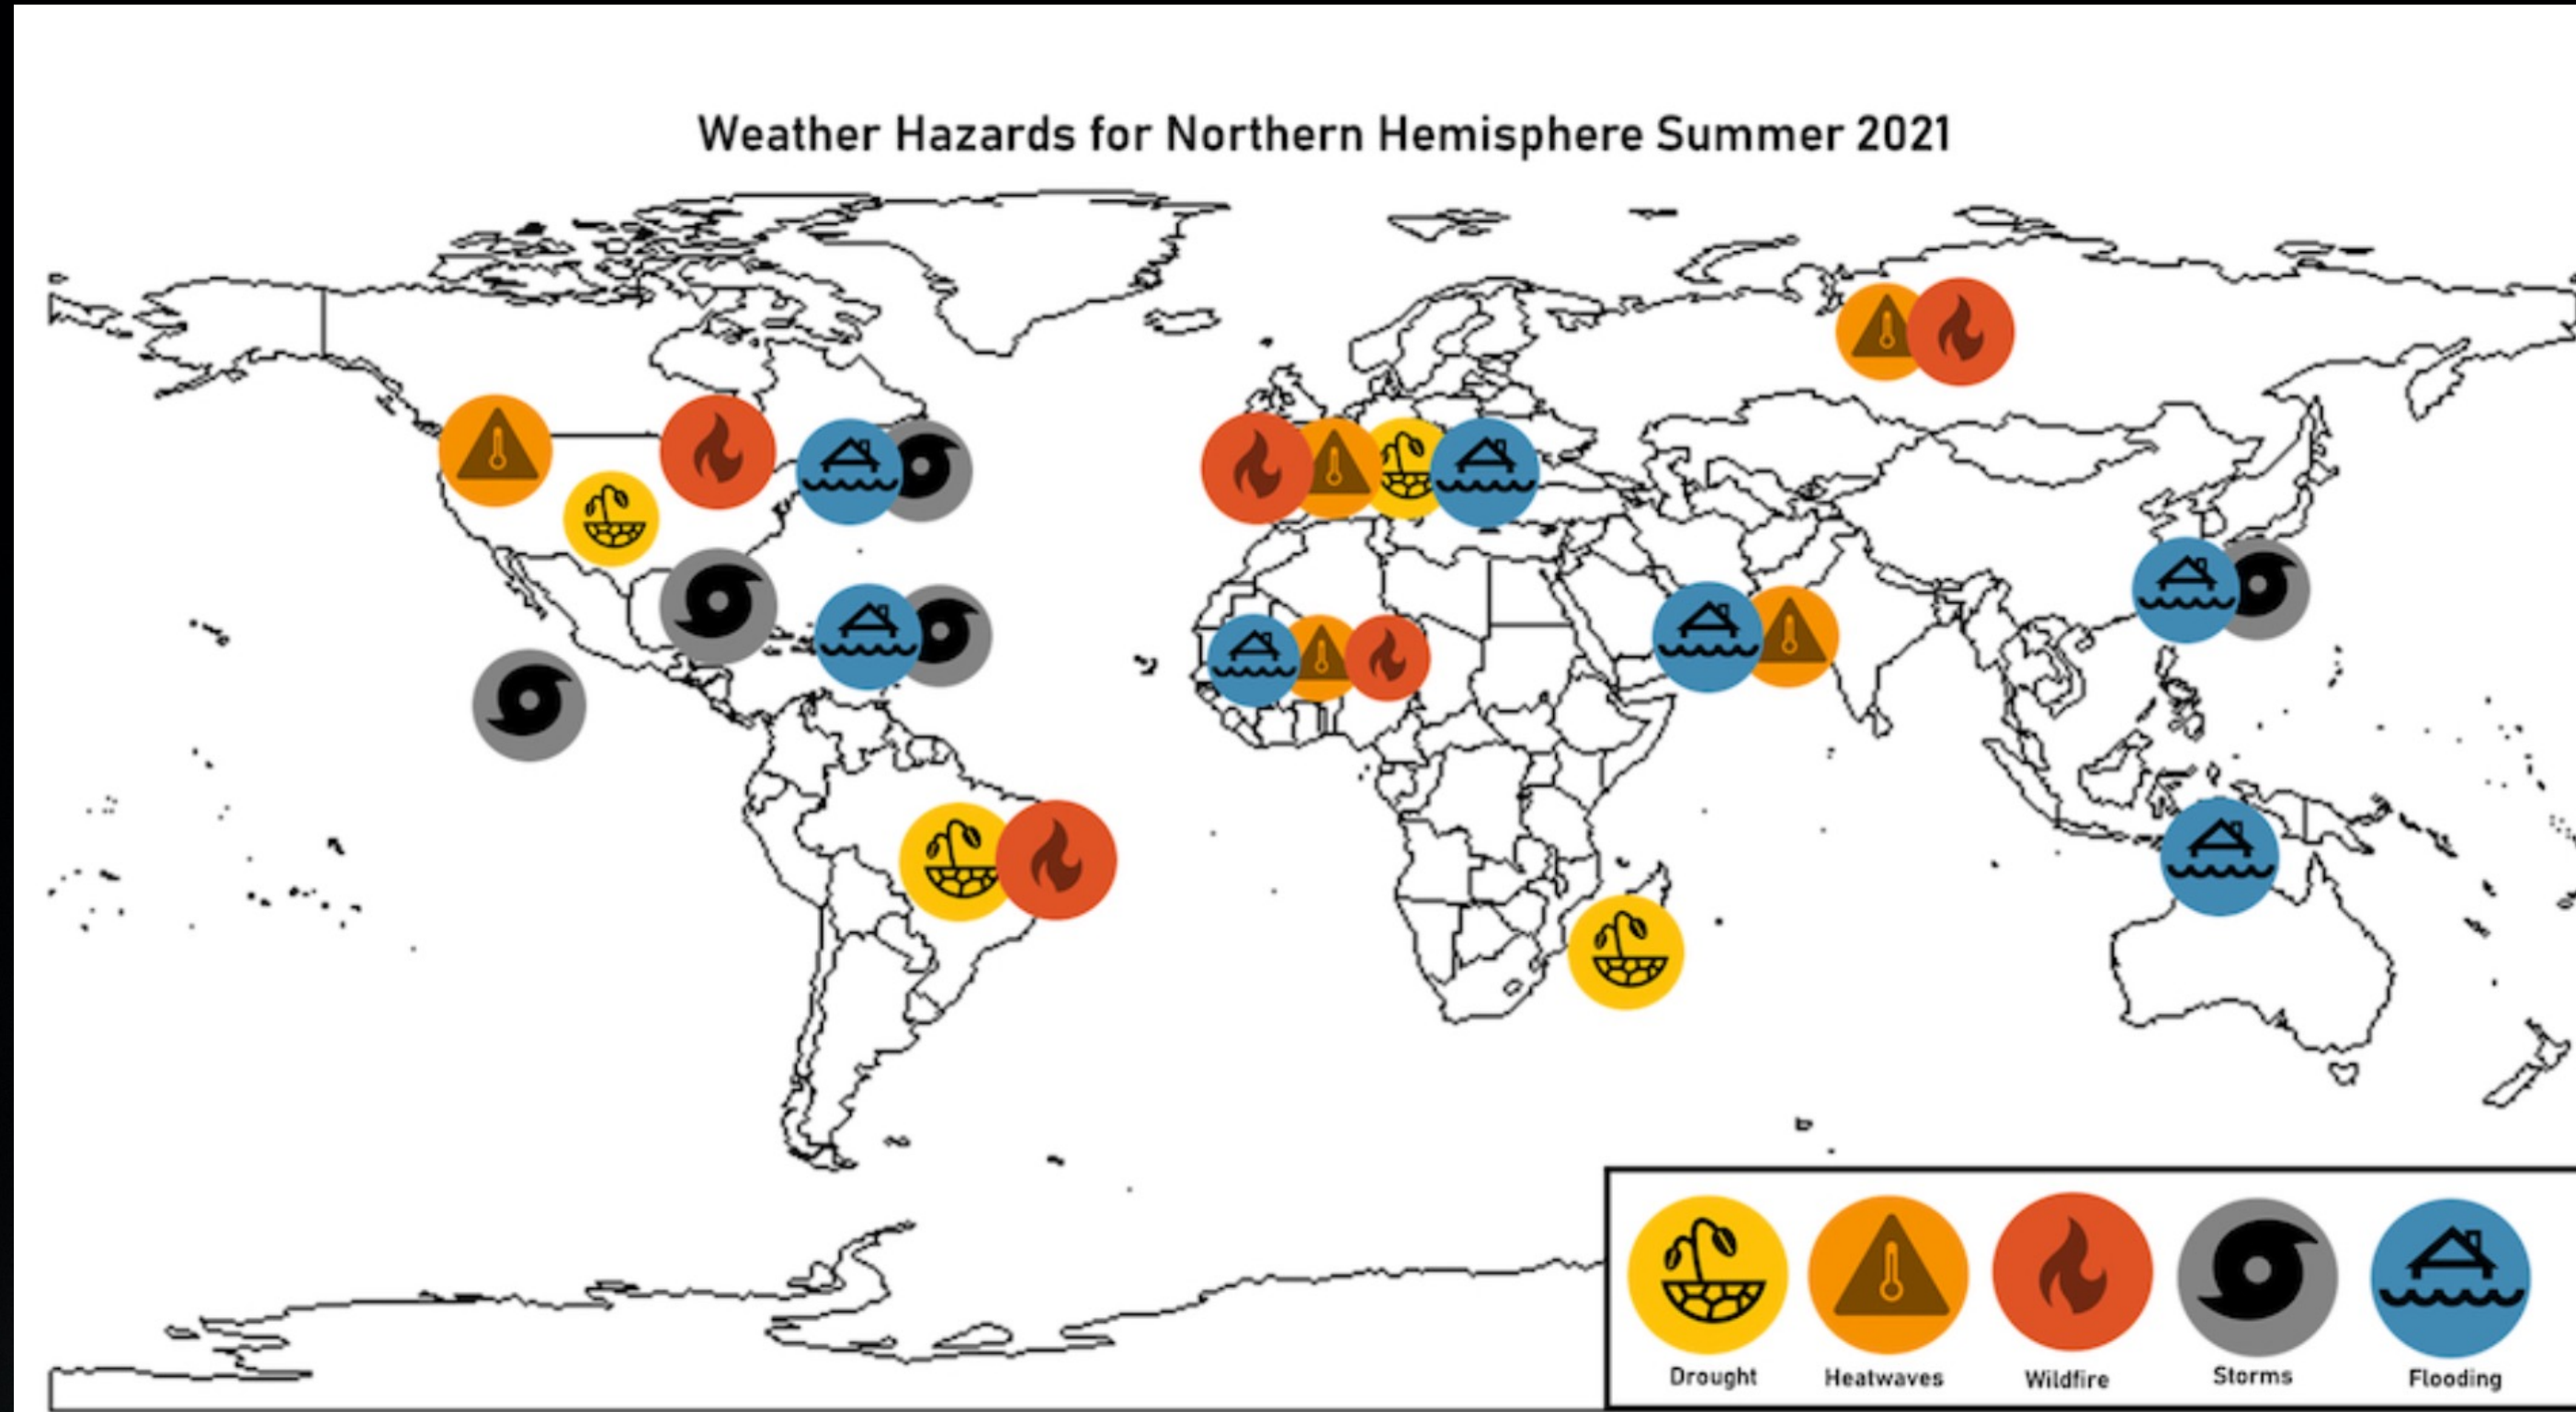 Weather Hazards for Northern Hemisphere Summer 2021
Drought Heatwaves Wildfire Storms Flooding